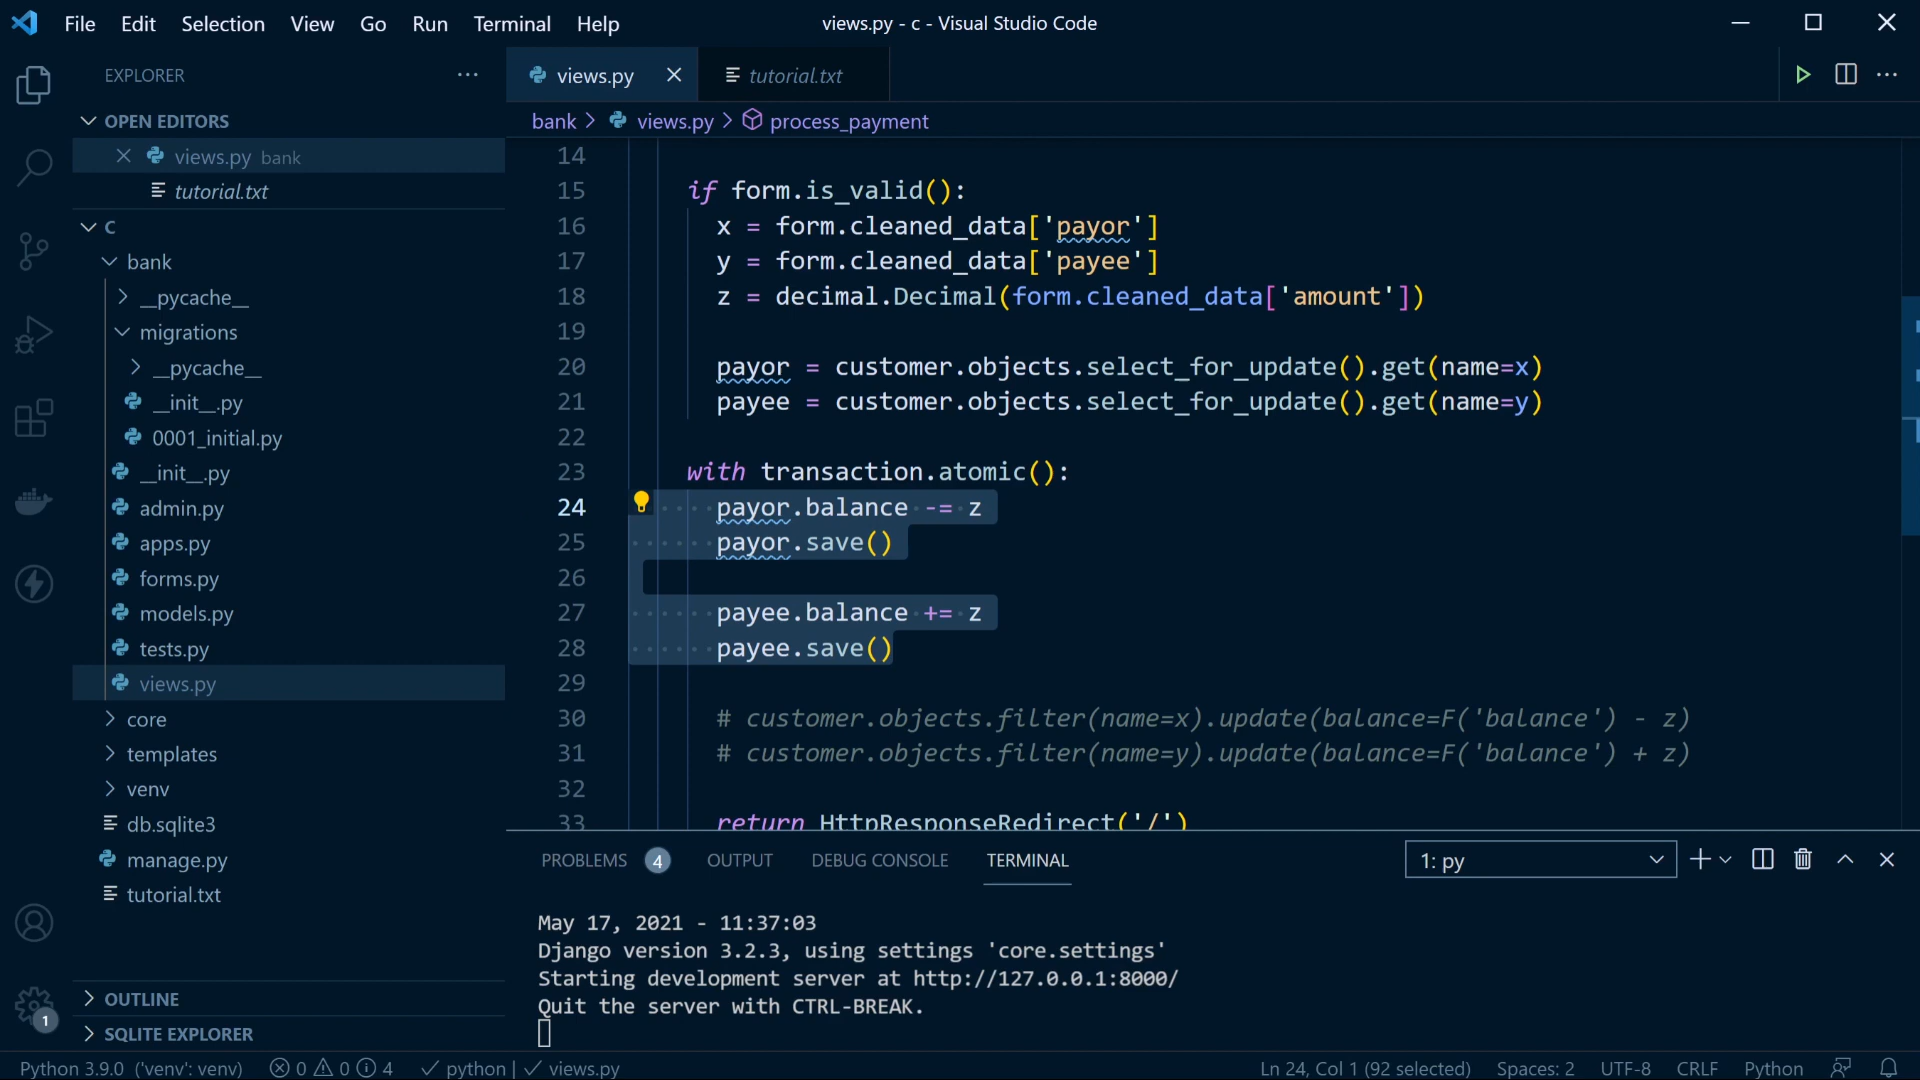 File Edit Selection View Go Run Terminal Help
views.py - c - Visual Studio Code
EXPLORER
OPEN EDITORS
views.py bank
tutorial.txt
C
bank
__pycache__
migrations
__pycache__
__init__.py
0001_initial.py
__init__.py
admin.py
apps.py
forms.py
models.py
tests.py
views.py
core
templates
venv
db.sqlite3
manage.py
tutorial.txt
OUTLINE
SQLITE EXPLORER
1
views.py
tutorial.txt
bank > views.py > process_payment
14
15 if form.is_valid():
16 x = form.cleaned_data['payor']
17 y = form.cleaned_data['payee']
18 z = decimal.Decimal(form.cleaned_data['amount'])
19
20 payor = customer.objects.select_for_update().get(name=x)
21 payee = customer.objects.select_for_update().get(name=y)
22
23 with transaction.atomic():
24 payor.balance -= z
25 payor.save()
26
27 payee.balance += z
28 payee.save()
29
30 # customer.objects.filter(name=x).update(balance=F('balance') - z)
31 # customer.objects.filter(name=y).update(balance=F('balance') + z)
32
33 return HttpResponseRedirect('/')
PROBLEMS 4 OUTPUT DEBUG CONSOLE TERMINAL 1: py
May 17, 2021 - 11:37:03
Django version 3.2.3, using settings 'core.settings'
Starting development server at http://127.0.0.1:8000/
Quit the server with CTRL-BREAK.
Python 3.9.0 ('venv': venv) 0 0 4 python | views.py Ln 24, Col 1 (92 selected) Spaces: 2 UTF-8 CRLF Python